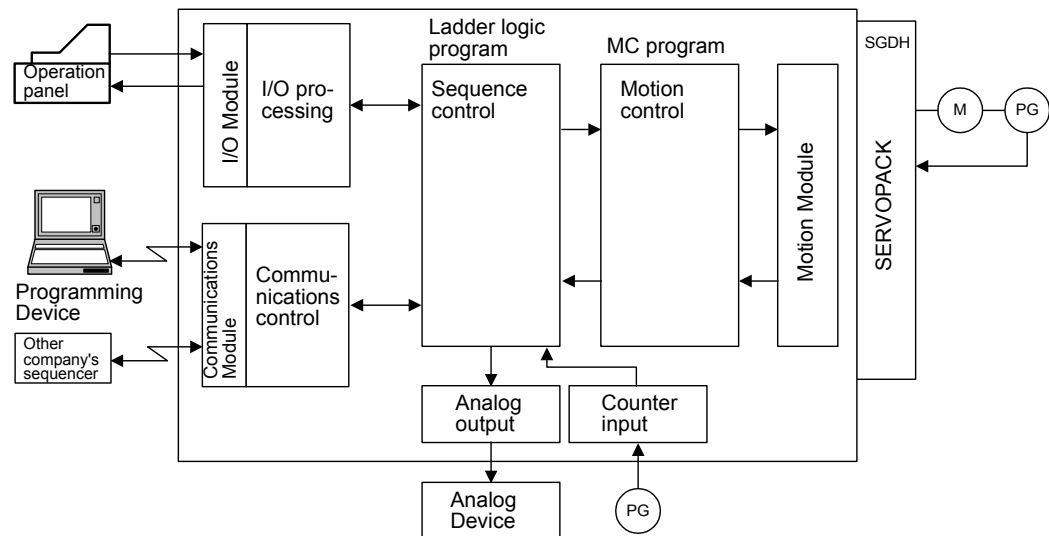 Operation
panel
I/O Module
I/O pro-
cessing
Ladder logic
program
Sequence
control
MC program
Motion
control
Motion Module
SGDH
SERVOPACK
M
PG
Programming
Device
Other
company's
sequencer
Communications
Module
Commu-
nications
control
Analog
output
Counter
input
Analog
Device
PG